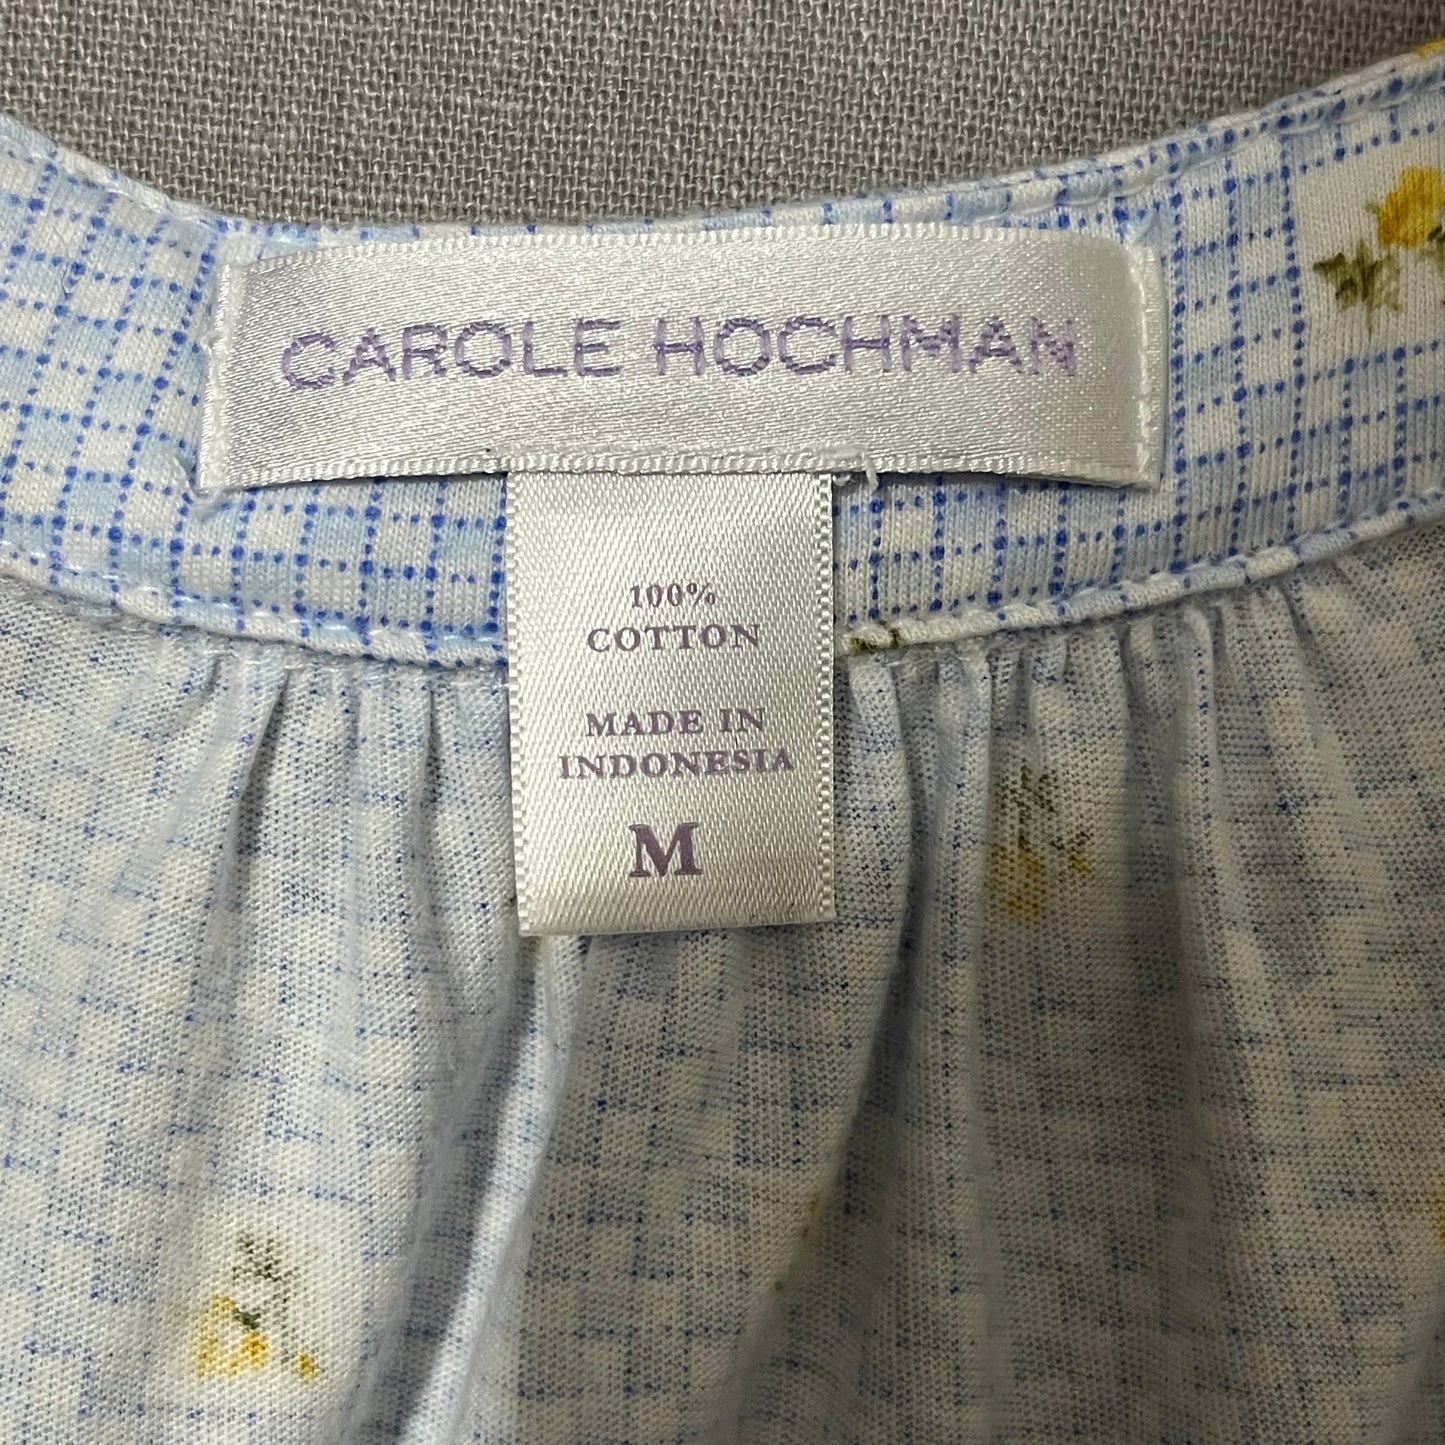 CAROLE HOCHMAN
100%
COTTON
MADE IN
INDONESIA
M